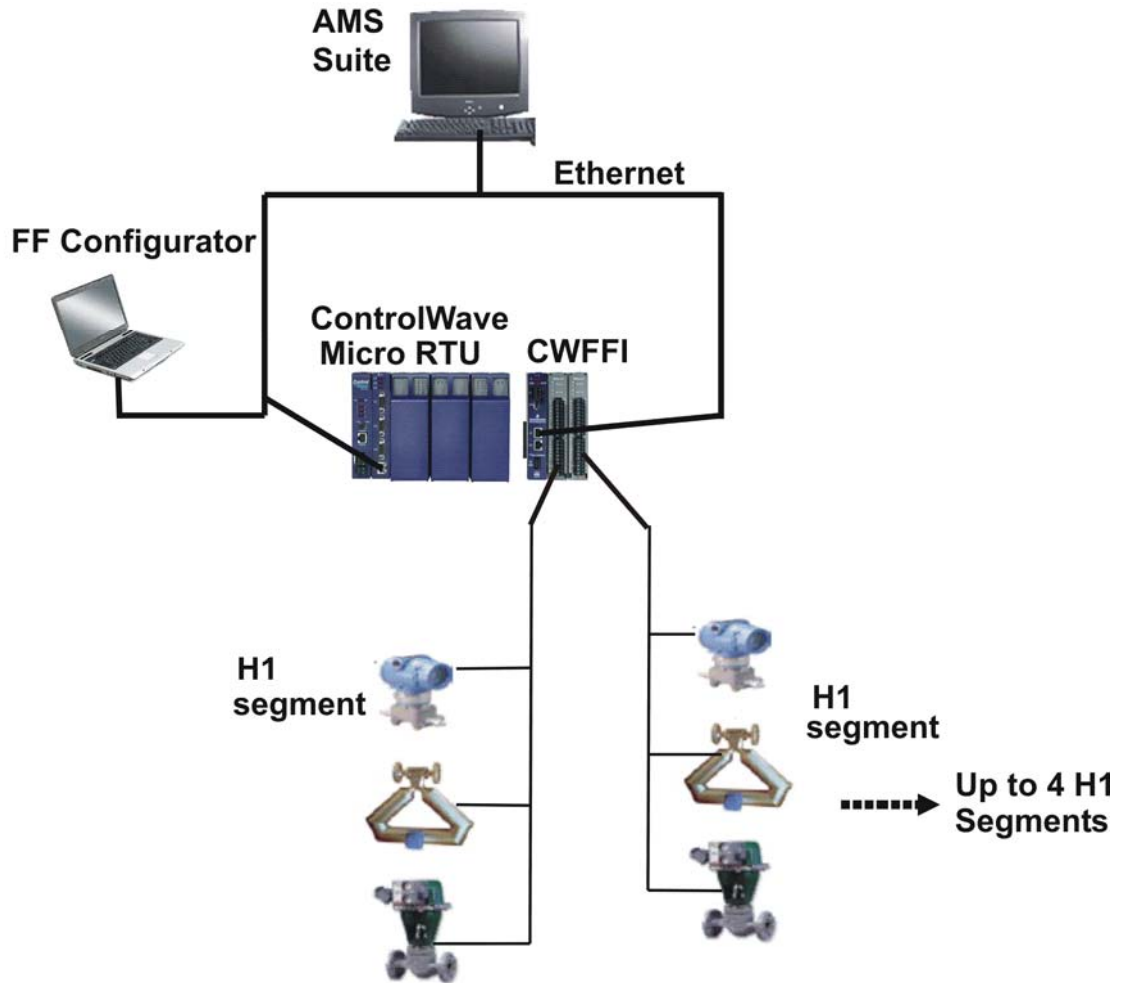 AMS
Suite
Ethernet
FF Configurator
ControlWave
Micro RTU
CWFFI
H1
segment
H1
segment
Up to 4 H1
Segments